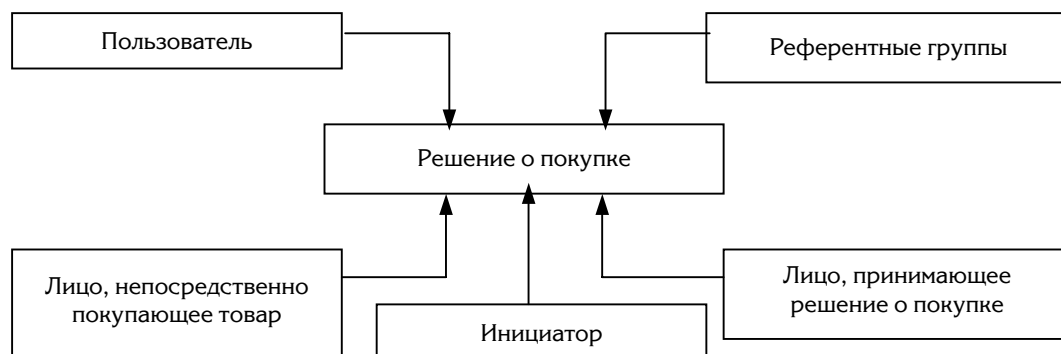 Пользователь
Референтные группы
Решение о покупке
Лицо, непосредственно
покупающее товар
Инициатор
Лицо, принимающее
решение о покупке